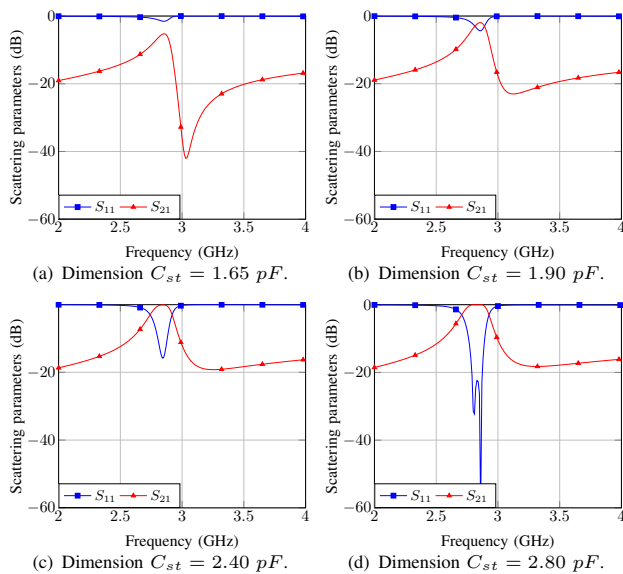 Scattering parameters (dB)
0
−20
−40
−60
2
2.5
3
3.5
4
S11 S21
Frequency (GHz)
(a) Dimension Cst = 1.65 pF.
Scattering parameters (dB)
0
−20
−40
−60
2
2.5
3
3.5
4
S11 S21
Frequency (GHz)
(b) Dimension Cst = 1.90 pF.
Scattering parameters (dB)
0
−20
−40
−60
2
2.5
3
3.5
4
S11 S21
Frequency (GHz)
(c) Dimension Cst = 2.40 pF.
Scattering parameters (dB)
0
−20
−40
−60
2
2.5
3
3.5
4
S11 S21
Frequency (GHz)
(d) Dimension Cst = 2.80 pF.